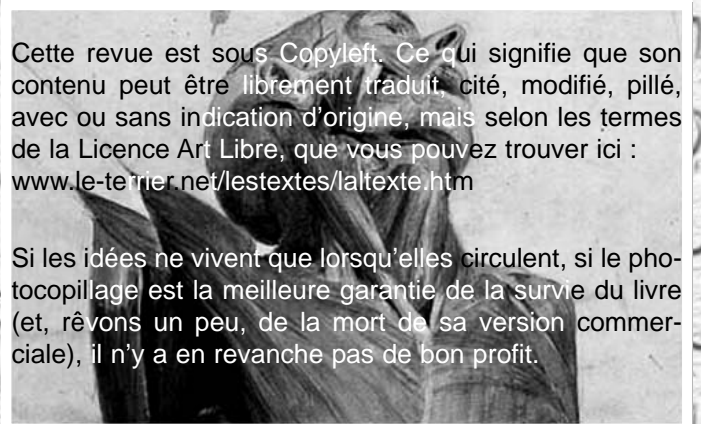 Cette revue est sous Copyleft. Ce qui signifie que son
contenu peut être librement traduit, cité, modifié, pillé,
avec ou sans indication d'origine, mais selon les termes
de la Licence Art Libre, que vous pouvez trouver ici :
www.le-terrier.net/lestextes/laltexte.htm
Si les idées ne vivent que lorsqu'elles circulent, si le pho-
tocopillage est la meilleure garantie de la survie du livre
(et, rêvons un peu, de la mort de sa version commer-
ciale), il n'y a en revanche pas de bon profit.